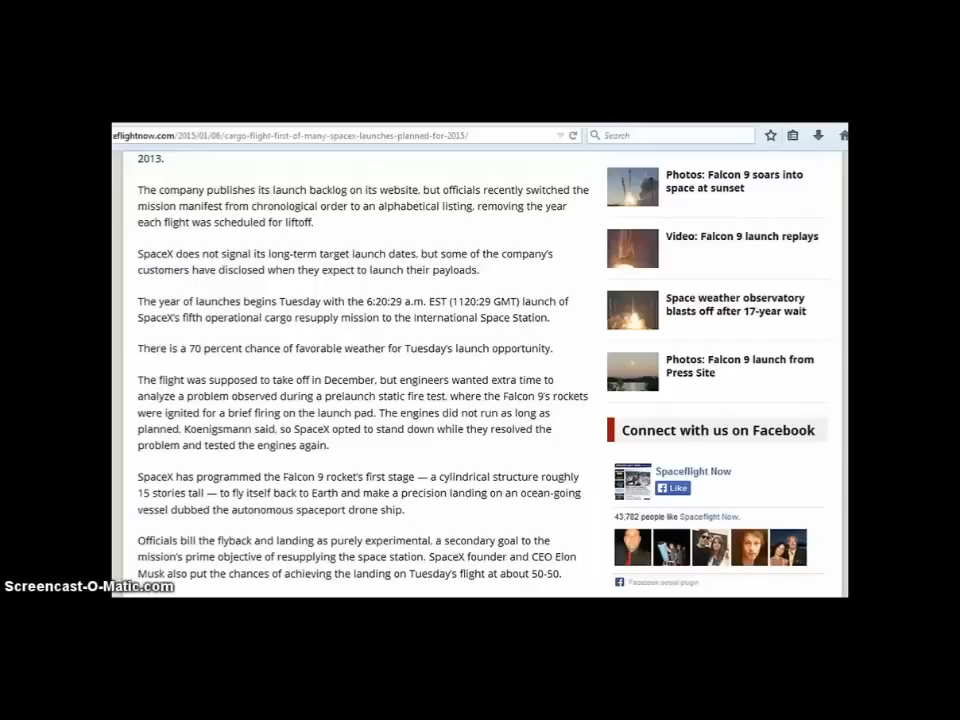 eflightnow.com/2015/01/06/cargo-flight-first-of-many-spacex-launches-planned-for-2015/
Search
2013.
The company publishes its launch backlog on its website, but officials recently switched the
mission manifest from chronological order to an alphabetical listing, removing the year
each flight was scheduled for liftoff.
SpaceX does not signal its long-term target launch dates, but some of the company's
customers have disclosed when they expect to launch their payloads.
The year of launches begins Tuesday with the 6:20:29 a.m. EST (1120:29 GMT) launch of
SpaceX's fifth operational cargo resupply mission to the International Space Station.
There is a 70 percent chance of favorable weather for Tuesday's launch opportunity.
The flight was supposed to take off in December, but engineers wanted extra time to
analyze a problem observed during a prelaunch static fire test, where the Falcon 9's rockets
were ignited for a brief firing on the launch pad. The engines did not run as long as
planned, Koenigsmann said, so SpaceX opted to stand down while they resolved the
problem and tested the engines again.
SpaceX has programmed the Falcon 9 rocket's first stage — a cylindrical structure roughly
15 stories tall — to fly itself back to Earth and make a precision landing on an ocean-going
vessel dubbed the autonomous spaceport drone ship.
Officials bill the flyback and landing as purely experimental, a secondary goal to the
mission's prime objective of resupplying the space station. SpaceX founder and CEO Elon
Musk also put the chances of achieving the landing on Tuesday's flight at about 50-50.
Photos: Falcon 9 soars into
space at sunset
Video: Falcon 9 launch replays
Space weather observatory
blasts off after 17-year wait
Photos: Falcon 9 launch from
Press Site
Connect with us on Facebook
Spaceflight Now
Like
43,782 people like Spaceflight Now.
Facebook social plugin
Screencast-O-Matic.com